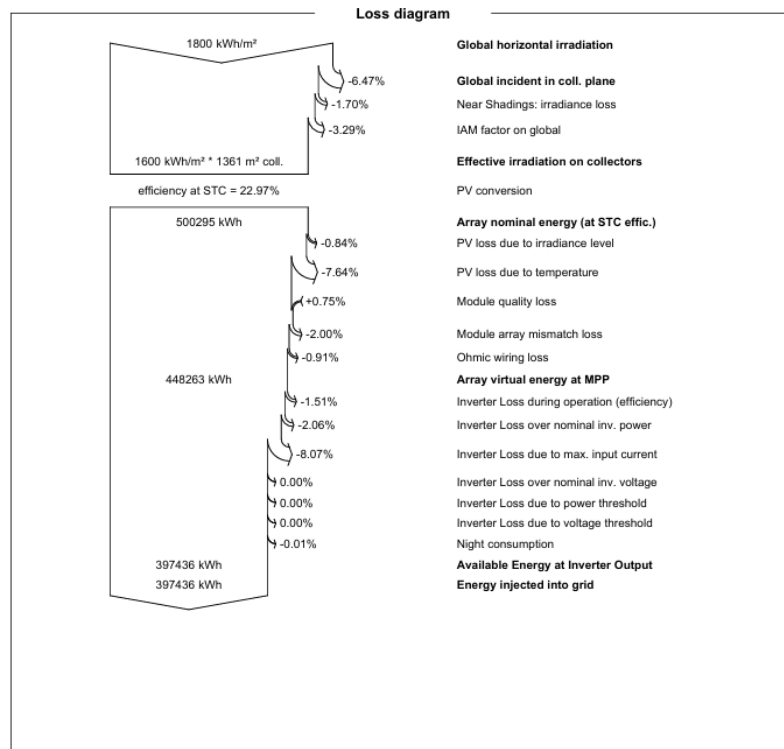 Loss diagram
1800 kWh/m² Global horizontal irradiation
-6.47% Global incident in coll. plane
-1.70% Near Shadings: irradiance loss
-3.29% IAM factor on global
1600 kWh/m² * 1361 m² coll. Effective irradiation on collectors
efficiency at STC = 22.97% PV conversion
500295 kWh Array nominal energy (at STC effic.)
-0.84% PV loss due to irradiance level
-7.64% PV loss due to temperature
+0.75% Module quality loss
-2.00% Module array mismatch loss
-0.91% Ohmic wiring loss
448263 kWh Array virtual energy at MPP
-1.51% Inverter Loss during operation (efficiency)
-2.06% Inverter Loss over nominal inv. power
-8.07% Inverter Loss due to max. input current
0.00% Inverter Loss over nominal inv. voltage
0.00% Inverter Loss due to power threshold
0.00% Inverter Loss due to voltage threshold
-0.01% Night consumption
397436 kWh Available Energy at Inverter Output
397436 kWh Energy injected into grid